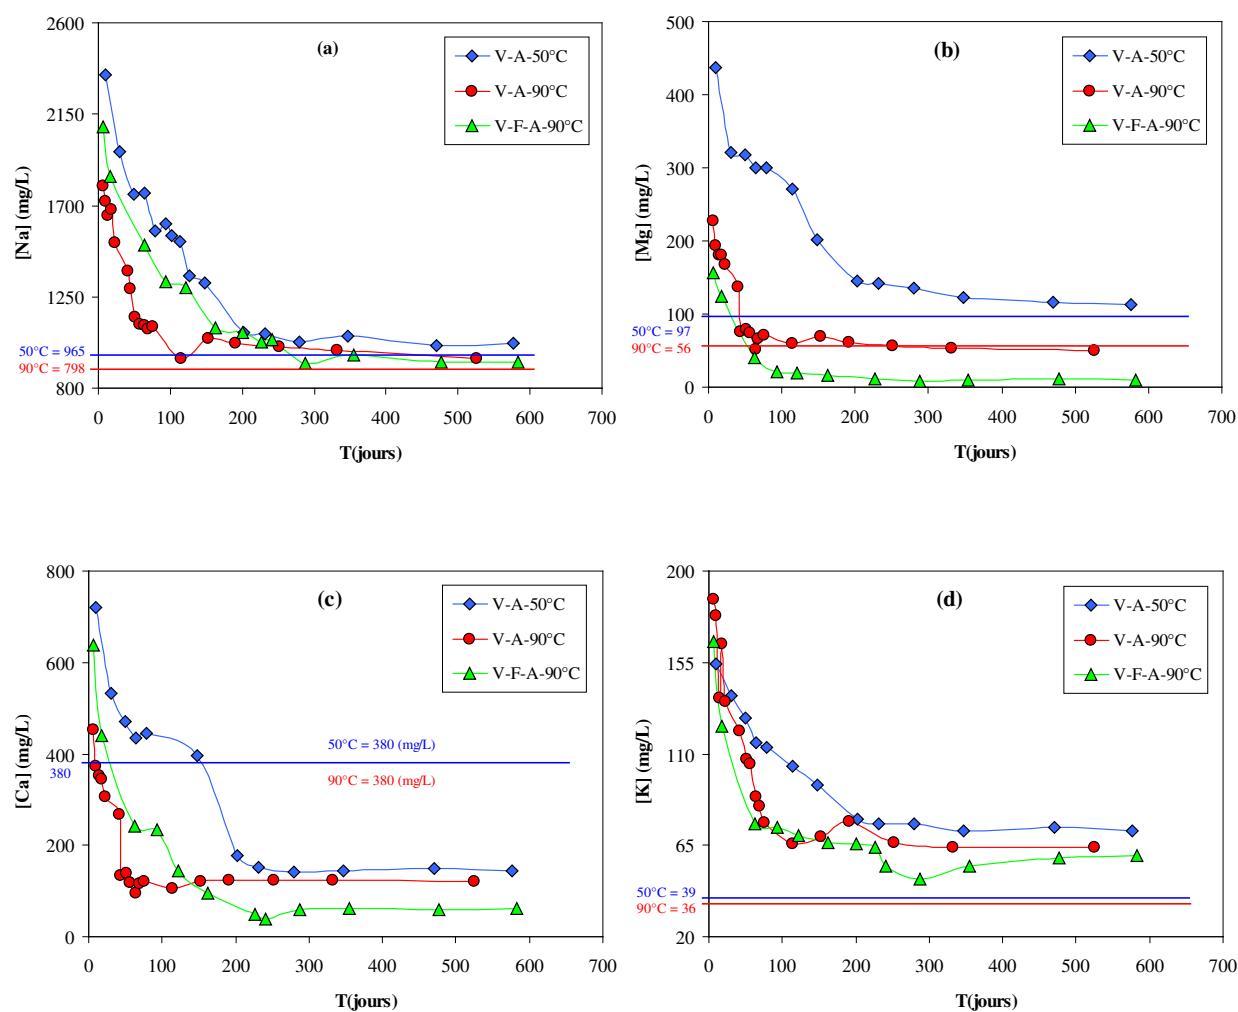 (a)
2600
2150
1700
1250
800
[Na] (mg/L)
V-A-50°C
V-A-90°C
V-F-A-90°C
50°C = 965
90°C = 798
0 100 200 300 400 500 600 700
T(jours)
(b)
500
400
300
200
100
0
[Mg] (mg/L)
V-A-50°C
V-A-90°C
V-F-A-90°C
50°C = 97
90°C = 56
0 100 200 300 400 500 600 700
T(jours)
(c)
800
600
400
200
0
[Ca] (mg/L)
V-A-50°C
V-A-90°C
V-F-A-90°C
50°C = 380 (mg/L)
380
90°C = 380 (mg/L)
0 100 200 300 400 500 600 700
T(jours)
(d)
200
155
110
65
20
[K] (mg/L)
V-A-50°C
V-A-90°C
V-F-A-90°C
50°C = 39
90°C = 36
0 100 200 300 400 500 600 700
T(jours)